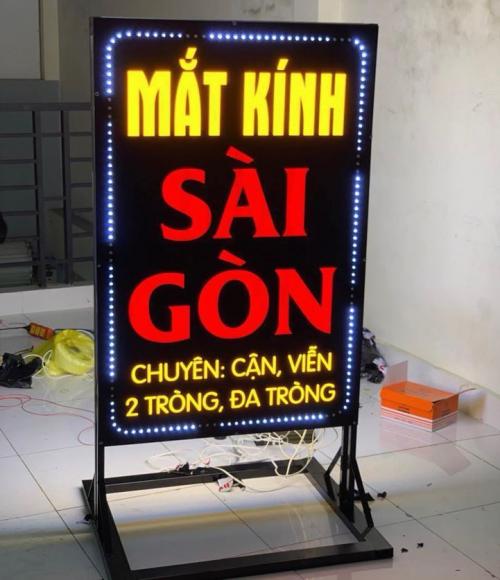 MẮT KÍNH
SÀI
GÒN
CHUYÊN: CẬN, VIỄN
2 TRÒNG, ĐA TRÒNG